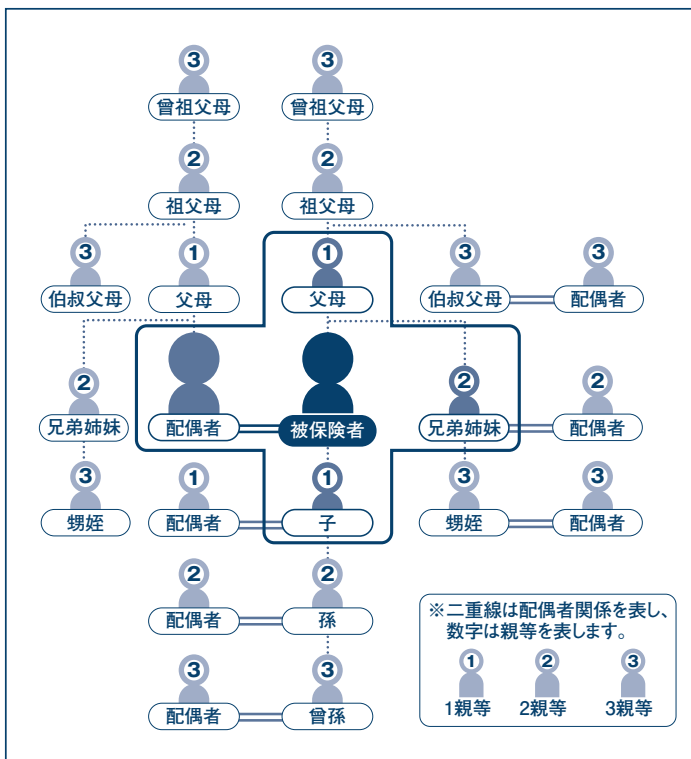 3 3
曾祖父母 曾祖父母
2 2
祖父母 祖父母
3 1 1 3 3
伯叔父母 父母 父母 伯叔父母 配偶者
2 2 2
兄弟姉妹 配偶者 被保険者 兄弟姉妹 配偶者
3 1 1 3 3
甥姪 配偶者 子 甥姪 配偶者
2 2
配偶者 孫
3 3
配偶者 曾孫
※二重線は配偶者関係を表し、
数字は親等を表します。
1 2 3
1親等 2親等 3親等